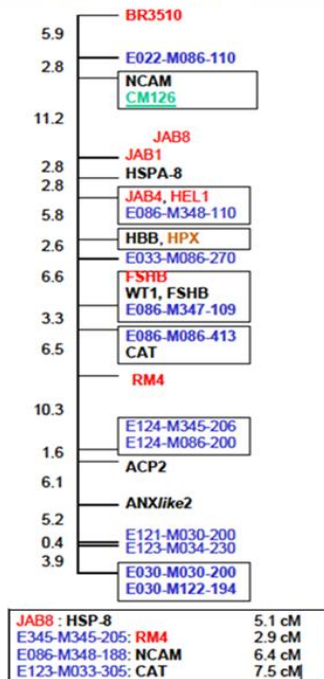 BR3510
5.9
E022-M086-110
2.8
NCAM
CM126
11.2
JAB8
JAB1
2.8
HSPA-8
2.8
JAB4, HEL1
E086-M348-110
5.8
HBB, HPX
2.6
E033-M086-270
6.6
FSHB
WT1, FSHB
E086-M347-109
3.3
E086-M086-413
CAT
6.5
RM4
10.3
E124-M345-206
E124-M086-200
1.6
ACP2
6.1
ANXlike2
5.2
E121-M030-200
0.4
E123-M034-230
3.9
E030-M030-200
E030-M122-194
JAB8 : HSP-8 5.1 cM
E345-M345-205: RM4 2.9 cM
E086-M348-188: NCAM 6.4 cM
E123-M033-305: CAT 7.5 cM